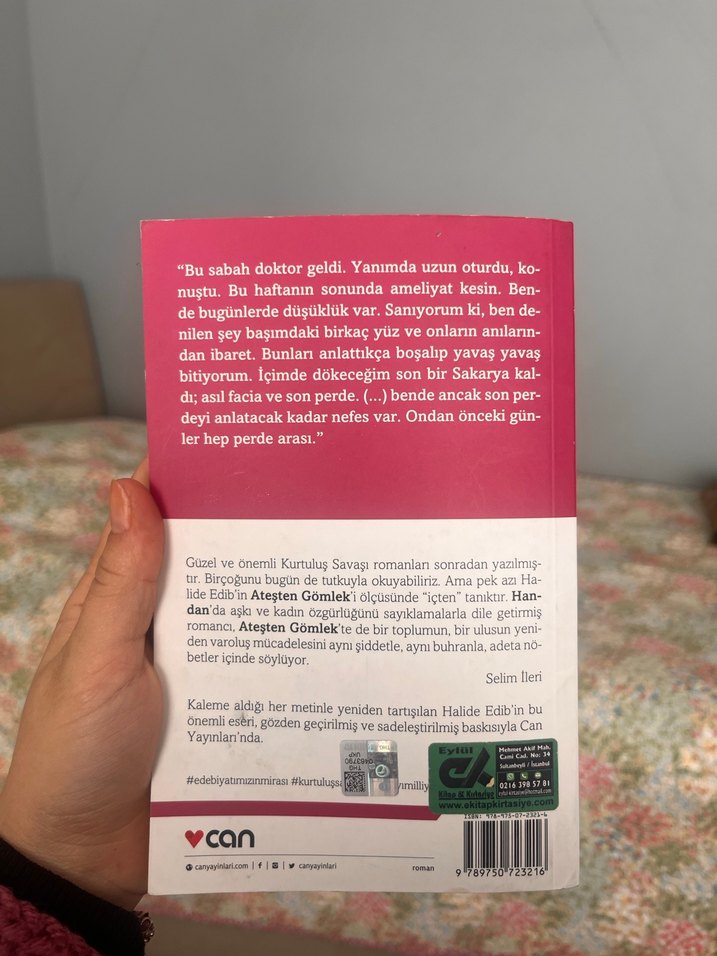 “Bu sabah doktor geldi. Yanımda uzun oturdu, ko-
nuştu. Bu haftanın sonunda ameliyat kesin. Ben-
de bugünlerde düşüklük var. Sanıyorum ki, ben de-
nilen şey başımdaki birkaç yüz ve onların anıların-
dan ibaret. Bunları anlattıkça boşalıp yavaş yavaş
bitiyorum. İçimde dökeceğim son bir Sakarya kal-
dı; asıl facia ve son perde. (...) bende ancak son per-
deyi anlatacak kadar nefes var. Ondan önceki gün-
ler hep perde arası.”
Güzel ve önemli Kurtuluş Savaşı romanları sonradan yazılmış-
tır. Birçoğunu bugün de tutkuyla okuyabiliriz. Ama pek azı Ha-
lide Edib’in Ateşten Gömlek’i ölçüsünde “içten” tanıktır. Han-
dan’da aşkı ve kadın özgürlüğünü sayıklamalarla dile getirmiş
romancı, Ateşten Gömlek’te de bir toplumun, bir ulusun yeni-
den varoluş mücadelesini aynı şiddetle, aynı buhranla, adeta nö-
betler içinde söylüyor.
Selim İleri
Kaleme aldığı her metinle yeniden tartışılan Halide Edib’in bu
önemli eseri, gözden geçirilmiş ve sadeleştirilmiş baskısıyla Can
Yayınları’nda.
#edebiyatımızınmirası
Eylül
Kitap & Kırtasiye
Mehmet Akif Mah.
Cami Cad. No: 34
Sultanbeyli / İstanbul
0216 398 57 81
www.ekitapkirtasiye.com
ISBN: 978-975-07-2321-6
can
canyayinlari.com | canyayinlari
roman
9 789750 723216